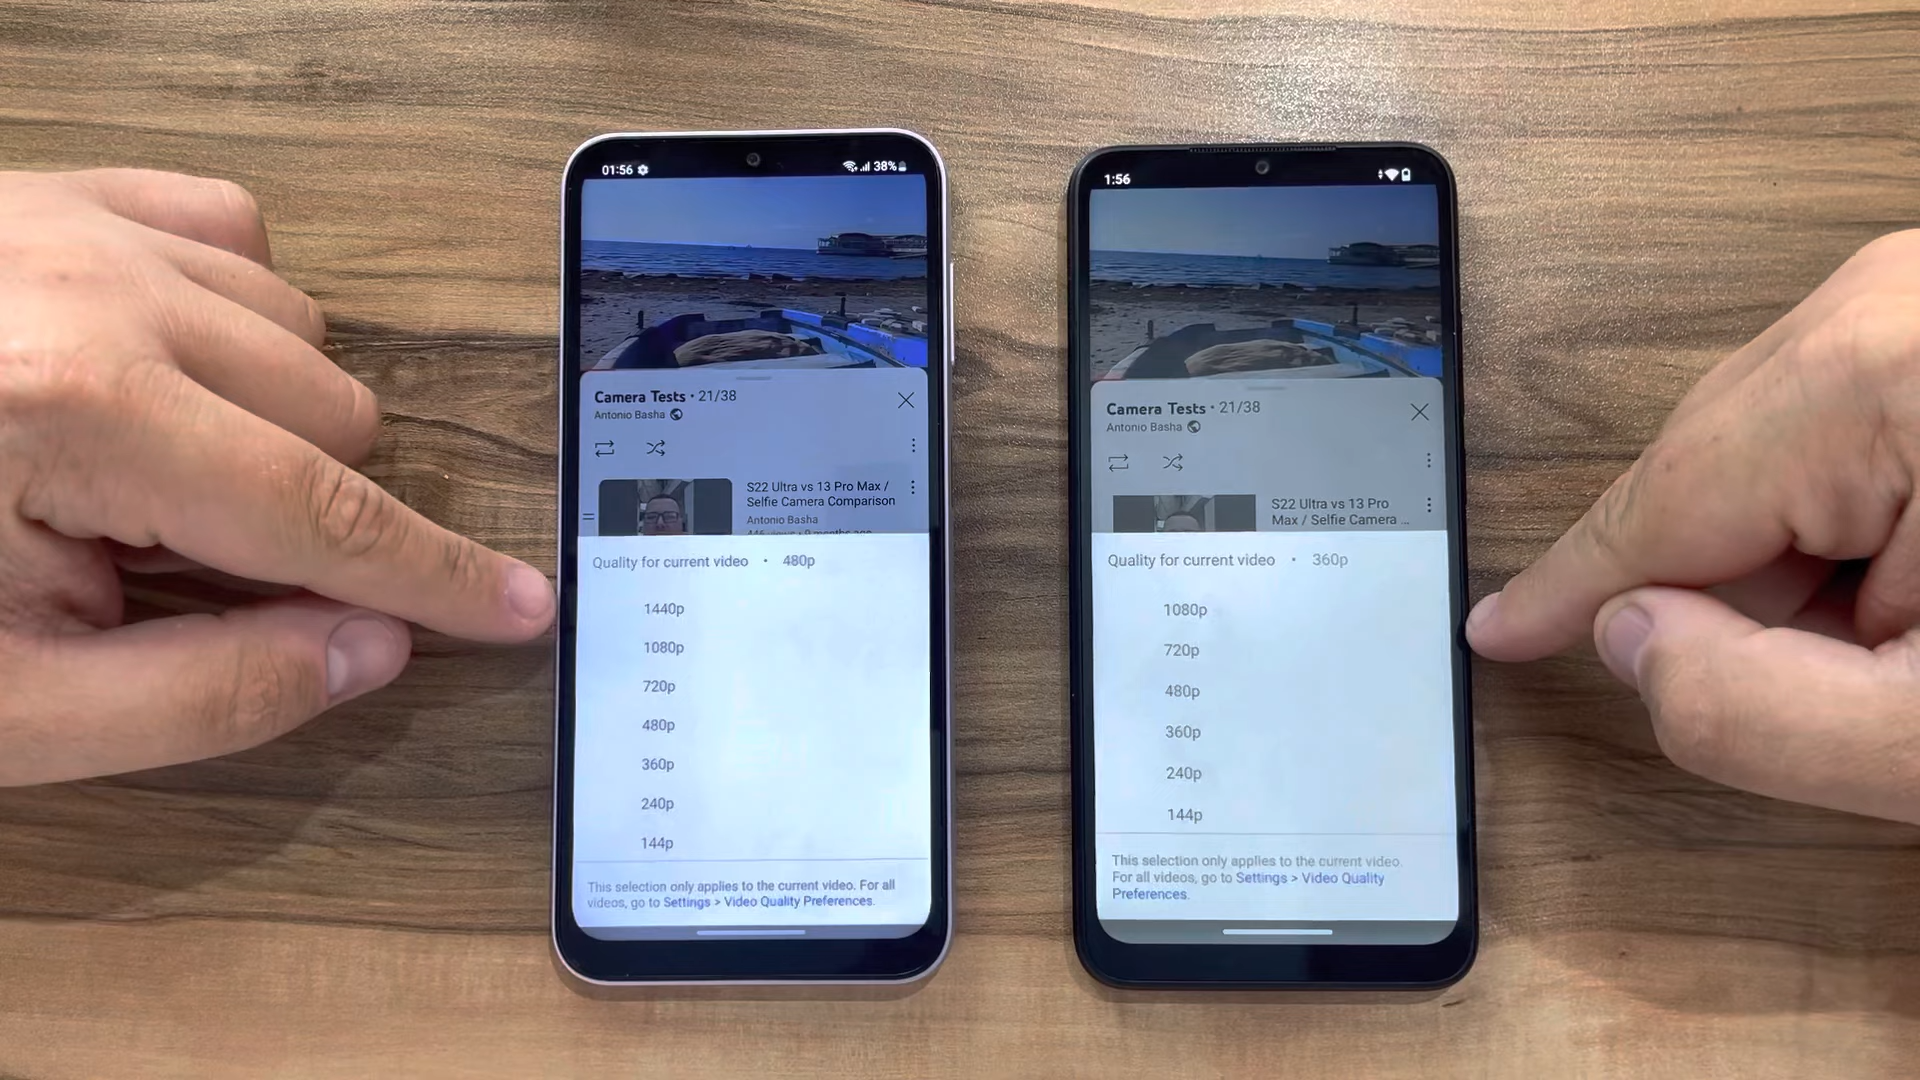 01:56
38%
Camera Tests • 21/38
Antonio Basha
S22 Ultra vs 13 Pro Max /
Selfie Camera Comparison
Antonio Basha
Quality for current video • 480p
1440p
1080p
720p
480p
360p
240p
144p
This selection only applies to the current video. For all
videos, go to Settings > Video Quality Preferences.
1:56
Camera Tests • 21/38
Antonio Basha
S22 Ultra vs 13 Pro
Max / Selfie Camera ...
Quality for current video • 360p
1080p
720p
480p
360p
240p
144p
This selection only applies to the current video.
For all videos, go to Settings > Video Quality
Preferences.